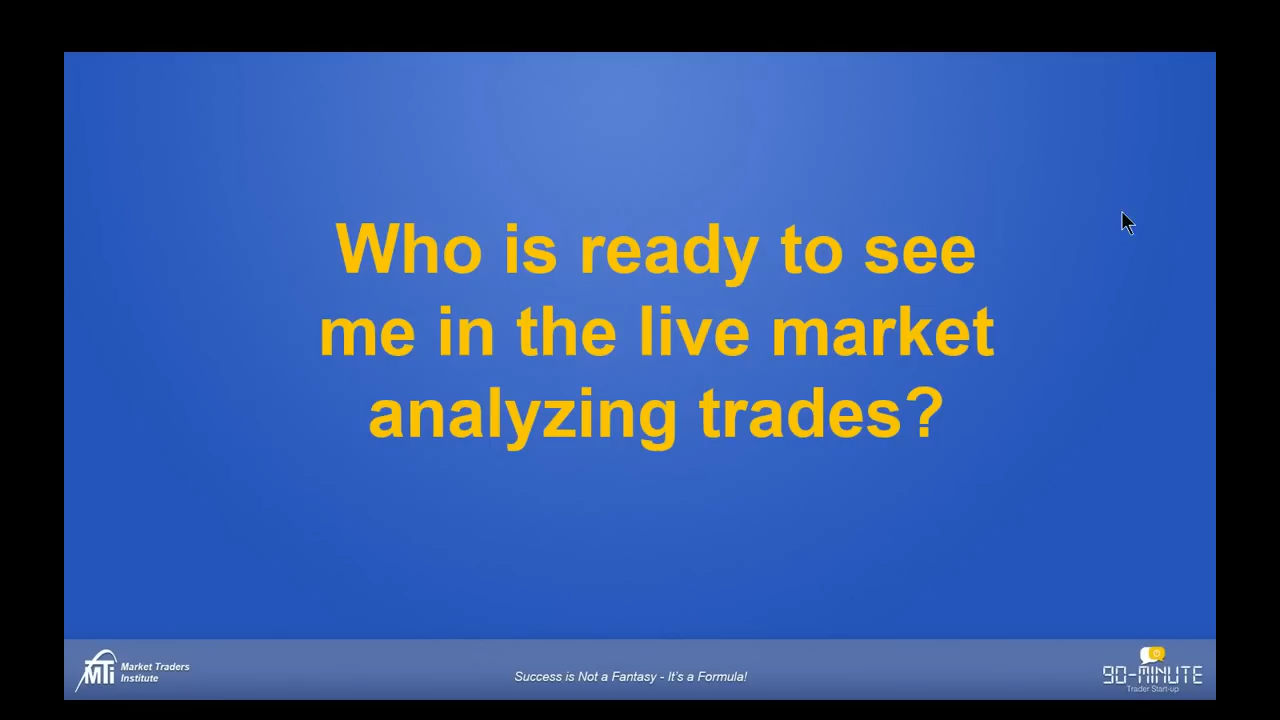 Who is ready to see
me in the live market
analyzing trades?
MTI Market Traders
Institute
Success is Not a Fantasy - It's a Formula!
90-MINUTE
Trader Start-up